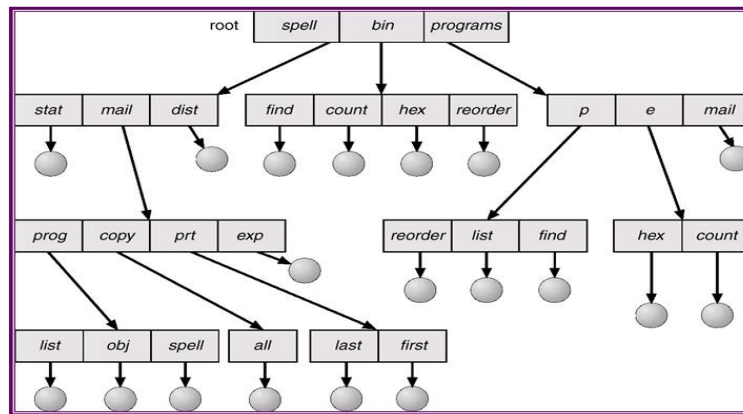 root spell bin programs
stat mail dist find count hex reorder p e mail
prog copy prt exp reorder list find hex count
list obj spell all last first